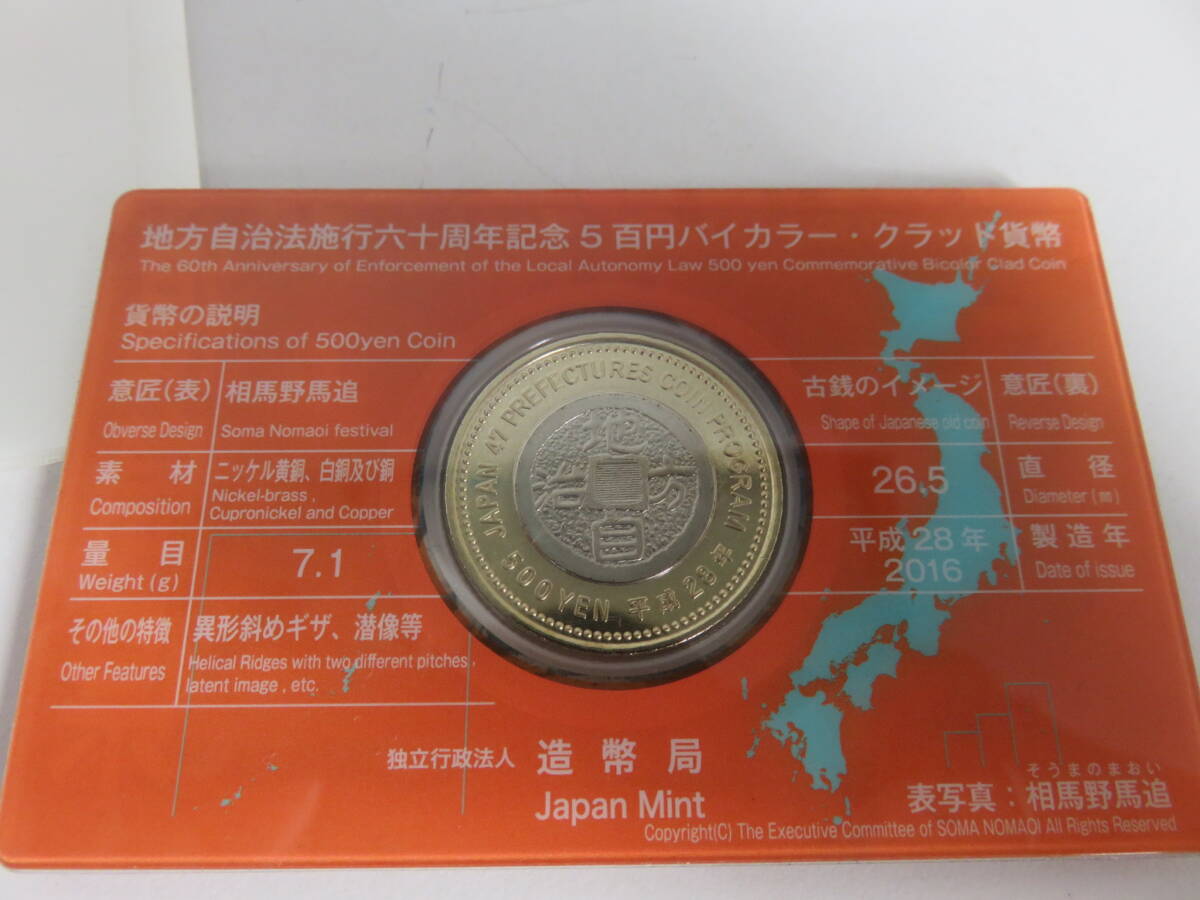 地方自治法施行六十周年記念 5 百円バイカラー・クラッド貨幣
The 60th Anniversary of Enforcement of the Local Autonomy Law 500 yen Commemorative Bicolor Clad Coin
貨幣の説明
Specifications of 500yen Coin
意匠(表) 相馬野馬追
Obverse Design Soma Nomaoi festival
素材 ニッケル黄銅、白銅及び銅
Composition Nickel-brass,
Cupronickel and Copper
量目 7.1
Weight (g)
その他の特徴 異形斜めギザ、潜像等
Other Features Helical Ridges with two different pitches,
latent image, etc.
JAPAN 47 PREFECTURES COIN PROGRAM
地方自治
500YEN 平成28年
古銭のイメージ 意匠(裏)
Shape of Japanese old coin Reverse Design
26.5 直径
Diameter(㎜)
平成 28 年 製造年
2016 Date of issue
独立行政法人 造幣局
Japan Mint
そうまのまおい
表写真:相馬野馬追
Copyright(C) The Executive Committee of SOMA NOMAOI All Rights Reserved